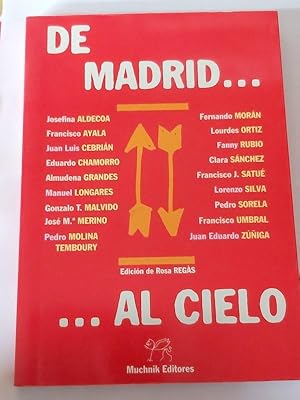 DE
MADRID...
Josefina ALDECOA
Francisco AYALA
Juan Luis CEBRIÁN
Eduardo CHAMORRO
Almudena GRANDES
Manuel LONGARES
Gonzalo T. MALVIDO
José M.ª MERINO
Pedro MOLINA
TEMBOURY
Fernando MORÁN
Lourdes ORTIZ
Fanny RUBIO
Clara SÁNCHEZ
Francisco J. SATUÉ
Lorenzo SILVA
Pedro SORELA
Francisco UMBRAL
Juan Eduardo ZÚÑIGA
Edición de Rosa REGÀS
... AL CIELO
Muchnik Editores